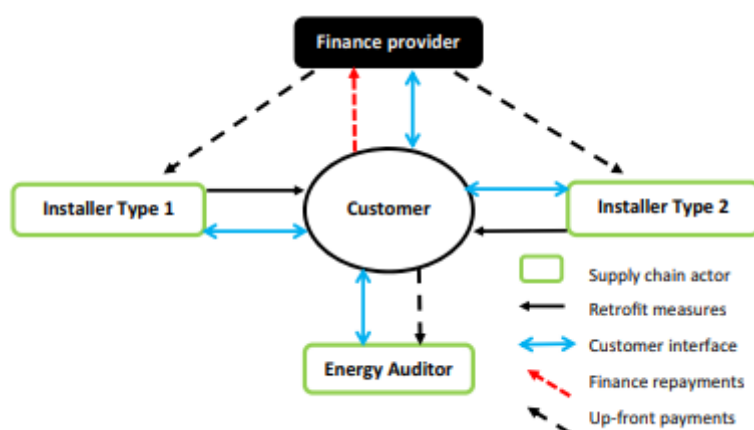 Finance provider
Installer Type 1
Customer
Installer Type 2
Energy Auditor
Supply chain actor
Retrofit measures
Customer interface
Finance repayments
Up-front payments